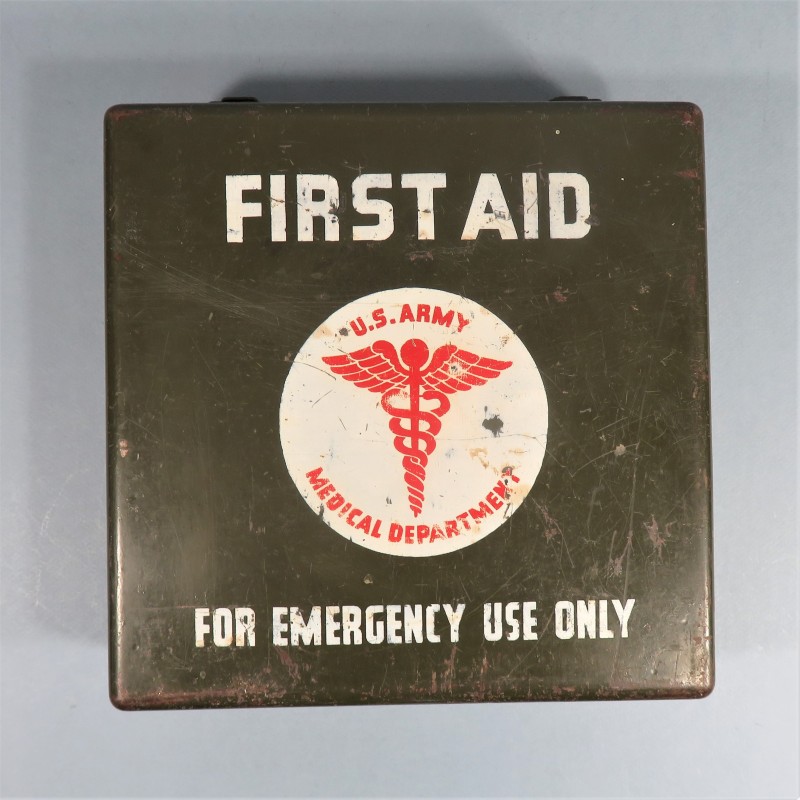 FIRST AID
U.S. ARMY
MEDICAL DEPARTMENT
FOR EMERGENCY USE ONLY